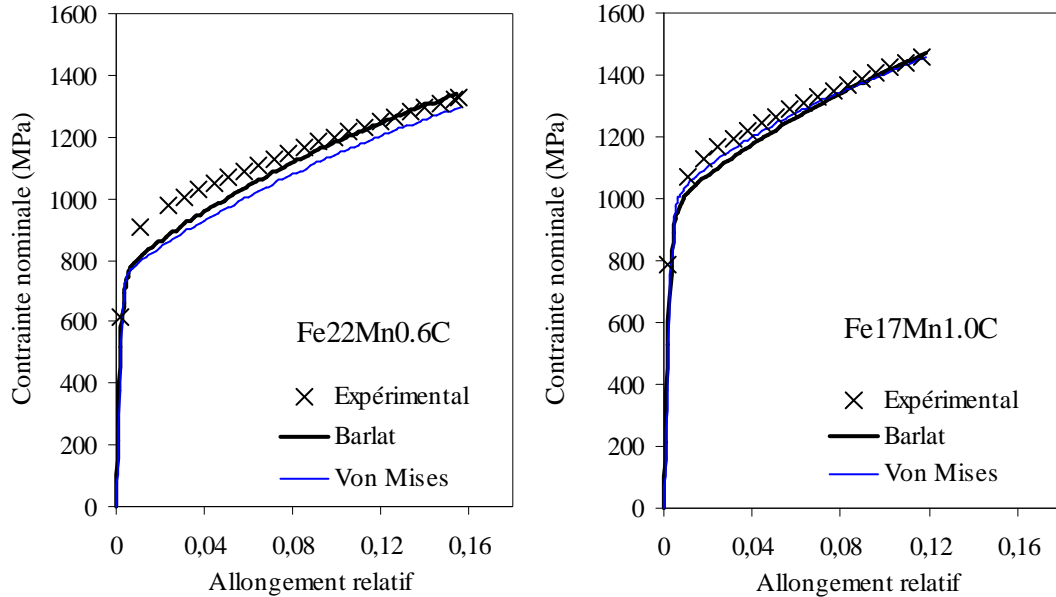 1600
1400
1200
1000
800
600
400
200
0
Contrainte nominale (MPa)
Fe22Mn0.6C
Expérimental
Barlat
Von Mises
0 0,04 0,08 0,12 0,16
Allongement relatif
1600
1400
1200
1000
800
600
400
200
0
Contrainte nominale (MPa)
Fe17Mn1.0C
Expérimental
Barlat
Von Mises
0 0,04 0,08 0,12 0,16
Allongement relatif